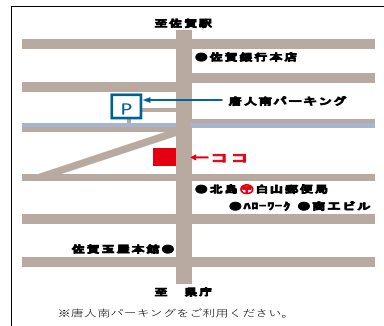 至佐賀駅
●佐賀銀行本店
P
唐人南パーキング
ココ
●北島 〒白山郵便局
●ﾊﾛｰﾜｰｸ ●商工ビル
佐賀玉屋本館●
至 県庁
※唐人南パーキングをご利用ください。